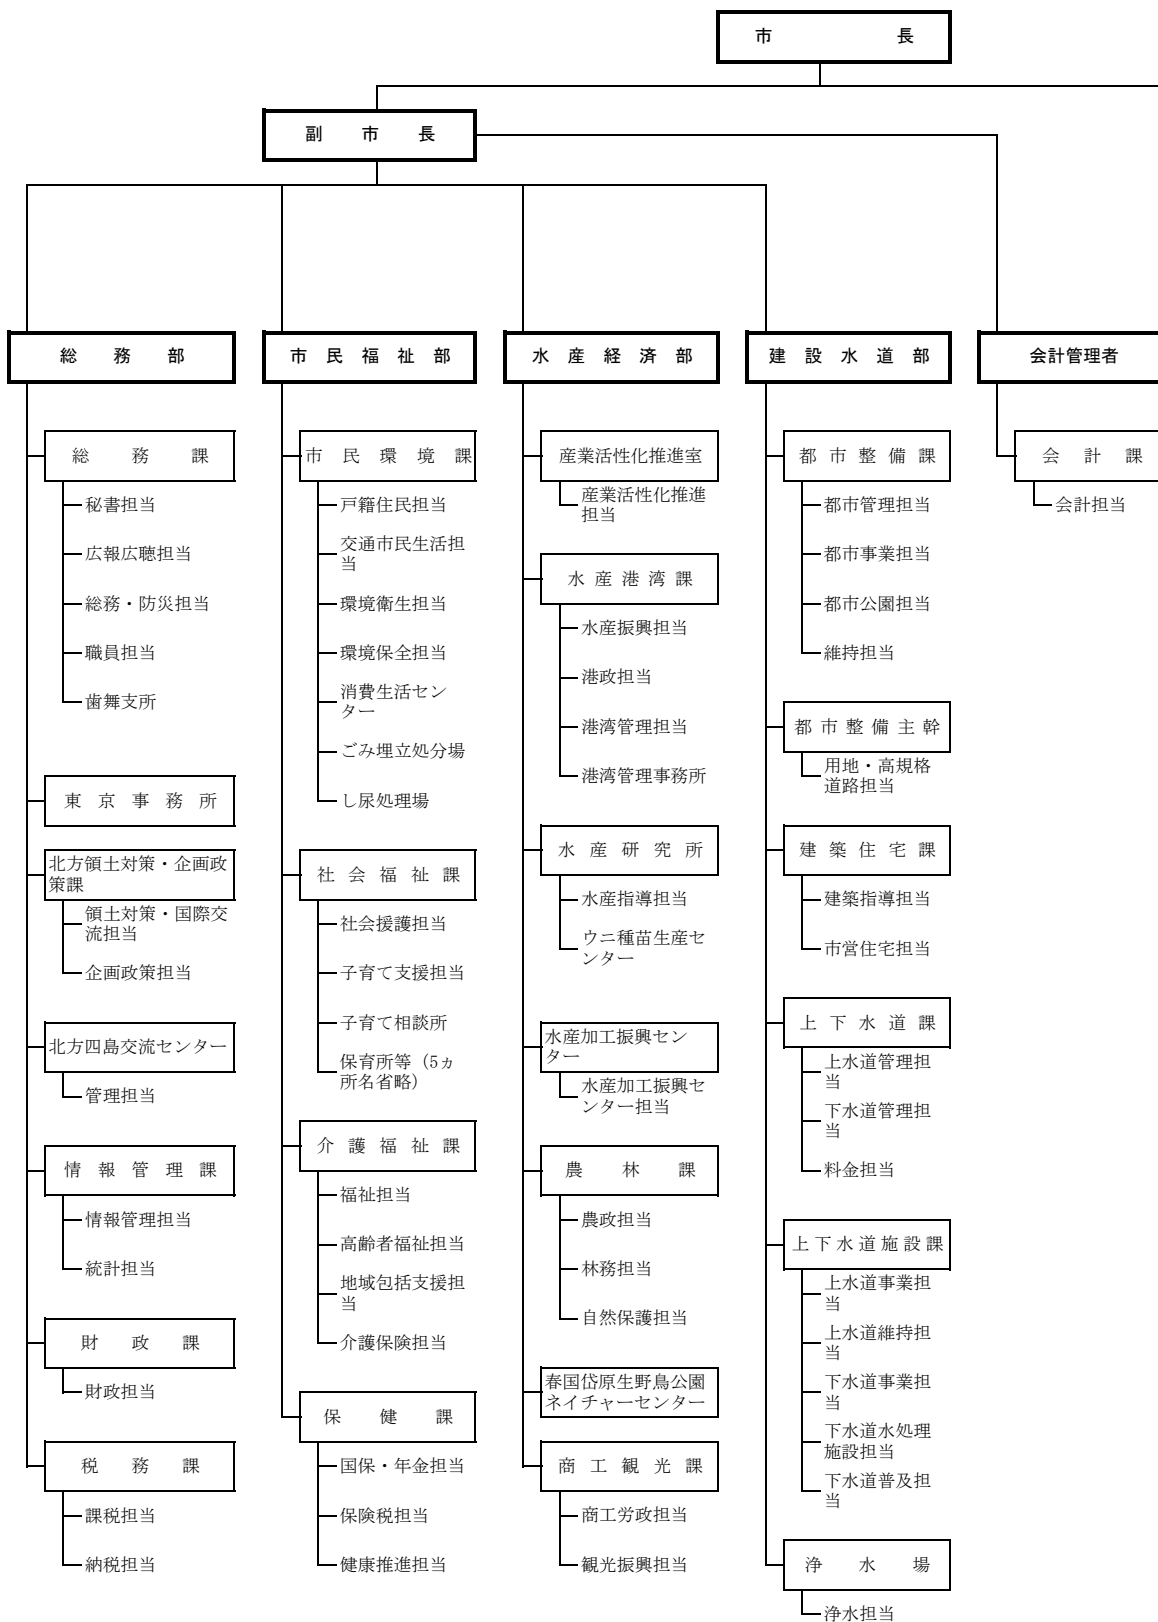 市長
副市長
総務部
総務課
秘書担当
広報広聴担当
総務・防災担当
職員担当
歯舞支所
東京事務所
北方領土対策・企画政
策課
領土対策・国際交
流担当
企画政策担当
北方四島交流センター
管理担当
情報管理課
情報管理担当
統計担当
財政課
財政担当
税務課
課税担当
納税担当
市民福祉部
市民環境課
戸籍住民担当
交通市民生活担
当
環境衛生担当
環境保全担当
消費生活セン
ター
ごみ埋立処分場
し尿処理場
社会福祉課
社会援護担当
子育て支援担当
子育て相談所
保育所等（5ヵ
所名省略）
介護福祉課
福祉担当
高齢者福祉担当
地域包括支援担
当
介護保険担当
保健課
国保・年金担当
保険税担当
健康推進担当
水産経済部
産業活性化推進室
産業活性化推進
担当
水産港湾課
水産振興担当
港政担当
港湾管理担当
港湾管理事務所
水産研究所
水産指導担当
ウニ種苗生産セ
ンター
水産加工振興セン
ター
水産加工振興セ
ンター担当
農林課
農政担当
林務担当
自然保護担当
春国岱原生野鳥公園
ネイチャーセンター
商工観光課
商工労政担当
観光振興担当
建設水道部
都市整備課
都市管理担当
都市事業担当
都市公園担当
維持担当
都市整備主幹
用地・高規格
道路担当
建築住宅課
建築指導担当
市営住宅担当
上下水道課
上水道管理担
当
下水道管理担
当
料金担当
上下水道施設課
上水道事業担
当
上水道維持担
当
下水道事業担
当
下水道水処理
施設担当
下水道普及担
当
浄水場
浄水担当
会計管理者
会計課
会計担当